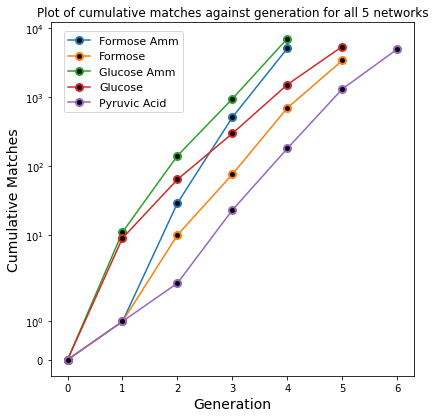 Plot of cumulative matches against generation for all 5 networks
Formose Amm
Formose
Glucose Amm
Glucose
Pyruvic Acid
Cumulative Matches
10⁴
10³
10²
10¹
10⁰
0
0 1 2 3 4 5 6
Generation